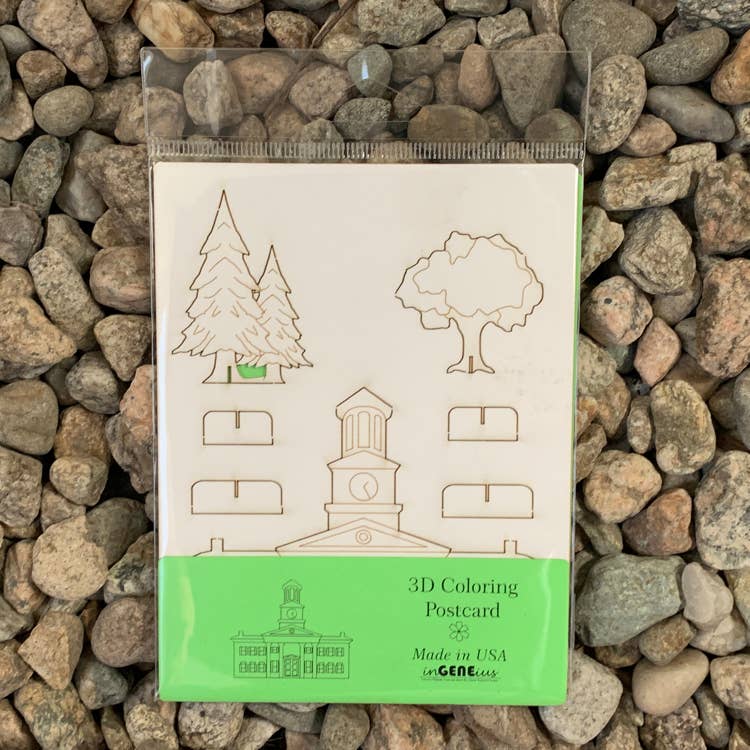 3D Coloring
Postcard
Made in USA
inGENEius